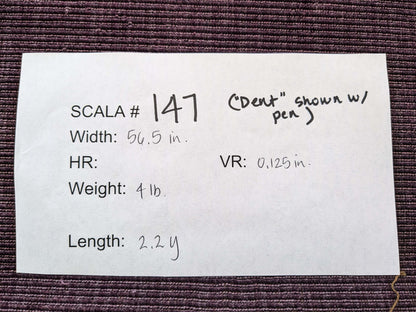 SCALA # 147 ("Dent" shown w/
pen)
Width: 56.5 in.
HR: VR: 0.125 in.
Weight: 4 lb.
Length: 2.2 y